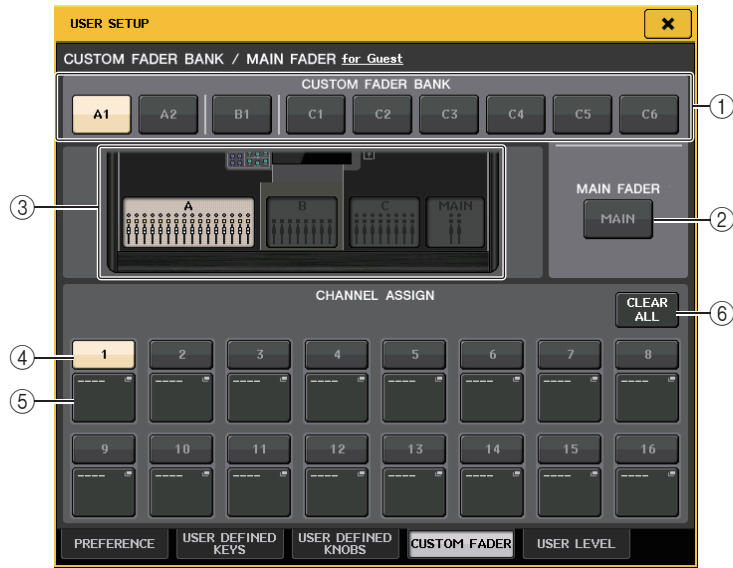 USER SETUP
CUSTOM FADER BANK / MAIN FADER for Guest
CUSTOM FADER BANK
A1 A2 B1 C1 C2 C3 C4 C5 C6
①
③
A B C MAIN
MAIN FADER
MAIN
②
CHANNEL ASSIGN
CLEAR ALL
⑥
④
1 2 3 4 5 6 7 8
⑤
---- ---- ---- ---- ---- ---- ---- ----
9 10 11 12 13 14 15 16
---- ---- ---- ---- ---- ---- ---- ----
PREFERENCE USER DEFINED KEYS USER DEFINED KNOBS CUSTOM FADER USER LEVEL